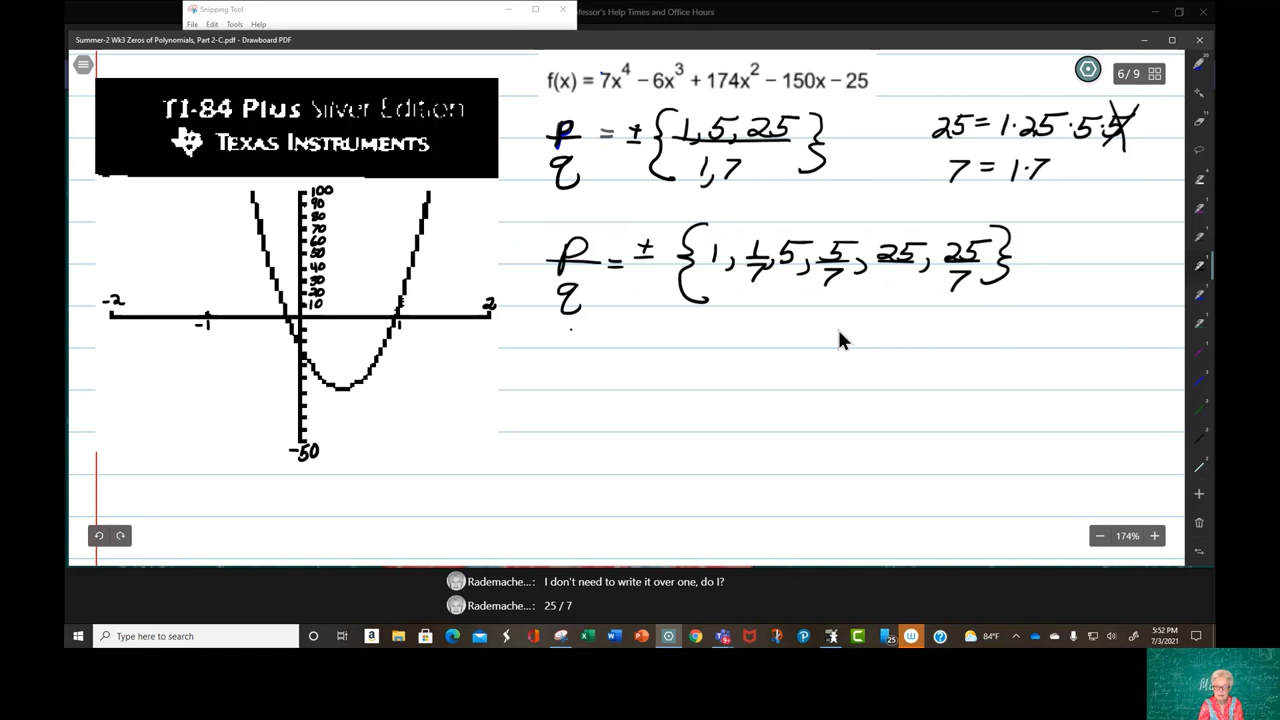 Snipping Tool
File Edit Tools Help
ofessor's Help Times and Office Hours
Summer-2 Wk3 Zeros of Polynomials, Part 2-C.pdf - Drawboard PDF
6/9
TI-84 Plus Silver Edition
TEXAS INSTRUMENTS
f(x) = 7x⁴ − 6x³ + 174x² − 150x − 25
p/q = ± {1, 5, 25 / 1, 7}
25 = 1·25·5·5
7 = 1·7
p/q = ± {1, 1/7, 5, 5/7, 25, 25/7}
100
90
80
70
60
50
40
30
20
10
-2
2
-1
1
-50
174%
Rademache...: I don't need to write it over one, do I?
Rademache...: 25 / 7
Type here to search
84°F
5:52 PM
7/3/2021